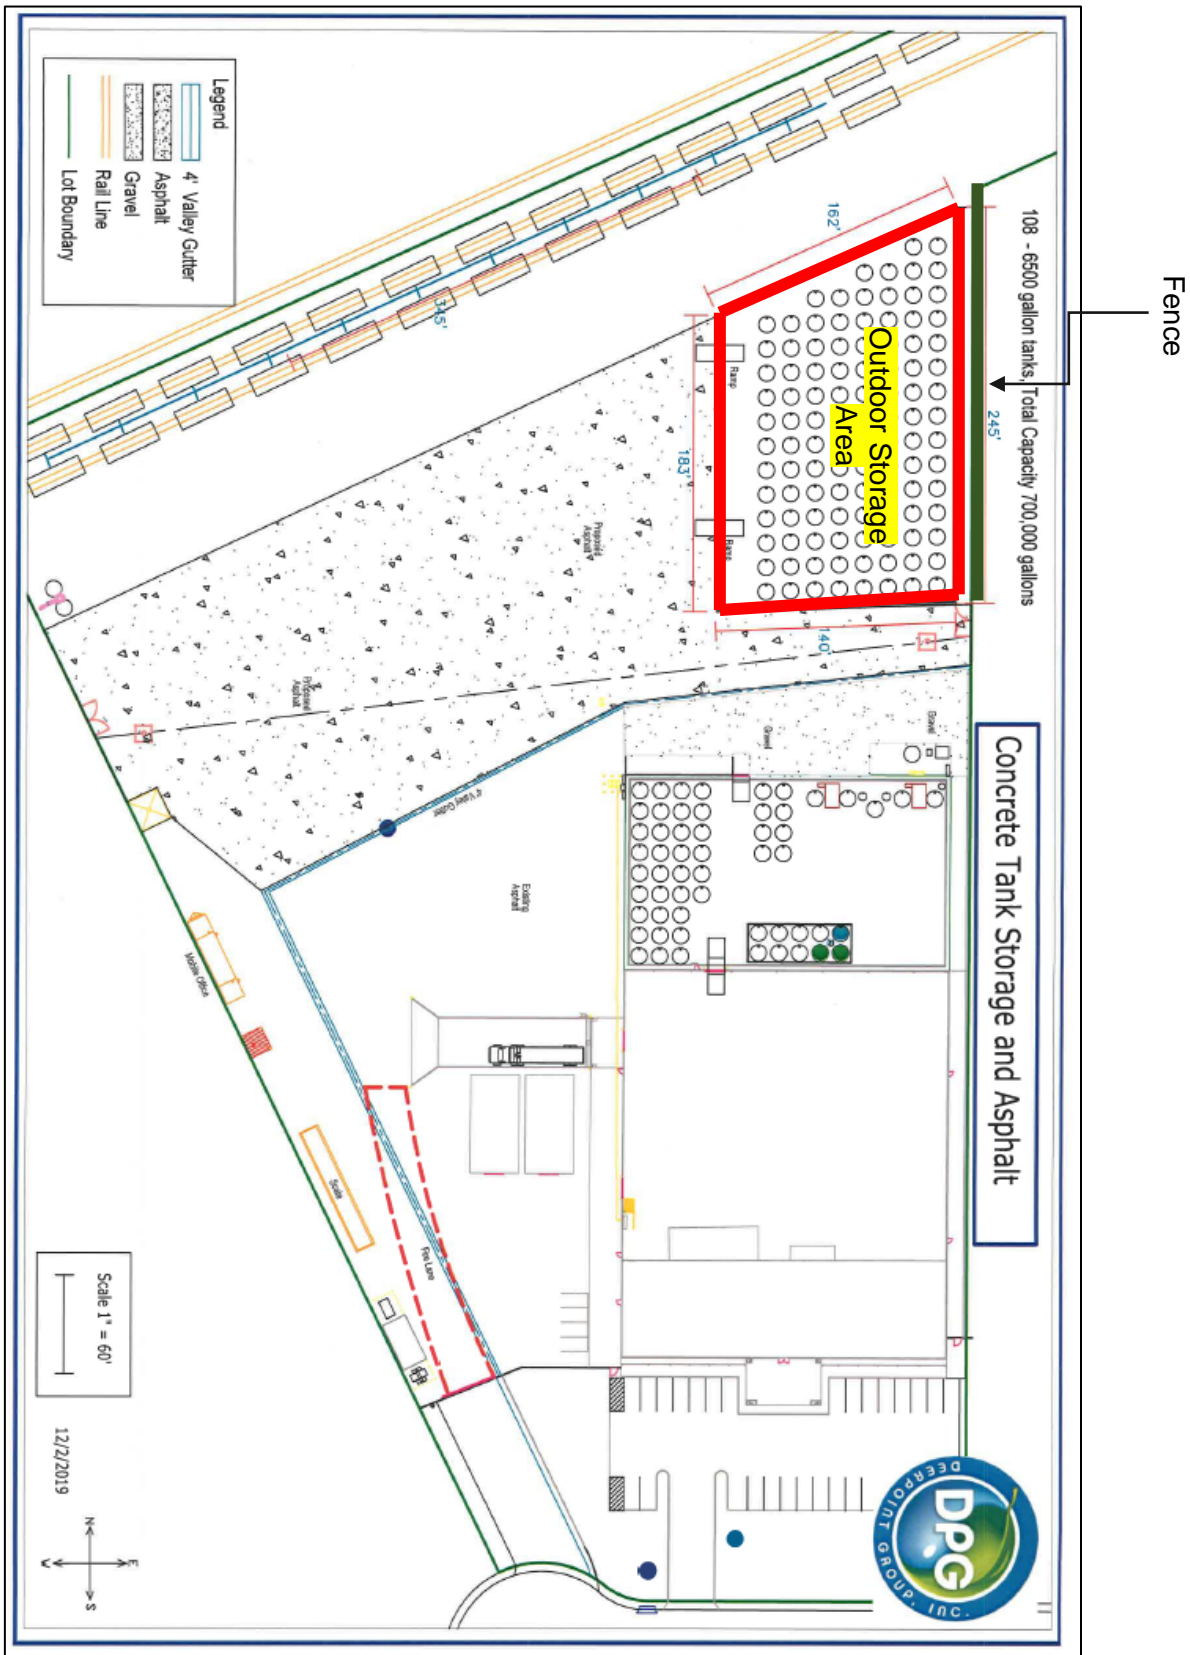 Fence
108 - 6500 gallon tanks, Total Capacity 700,000 gallons
245'
162'
Outdoor Storage
Area
Ramp
Ramp
183'
140'
345'
Legend
4' Valley Gutter
Asphalt
Gravel
Rail Line
Lot Boundary
Proposed
Asphalt
Proposed
Asphalt
Concrete Tank Storage and Asphalt
Gravel
Gravel
4' Valley Gutter
Existing
Asphalt
Mobile Office
Scale
Scale 1" = 60'
12/2/2019
N
E
S
W
DPG
DEERPOINT GROUP, INC.